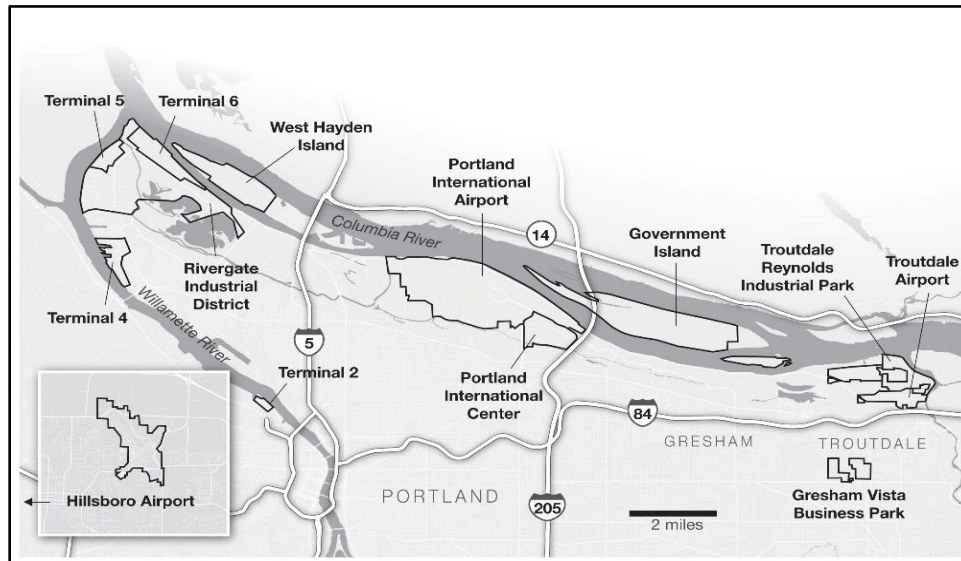 Terminal 5
Terminal 6
West Hayden
Island
Portland
International
Airport
Columbia River
14
Government
Island
Troutdale
Reynolds
Industrial Park
Troutdale
Airport
Rivergate
Industrial
District
Terminal 4
Willamette River
5
Terminal 2
Portland
International
Center
84
GRESHAM
TROUTDALE
Hillsboro Airport
PORTLAND
205
2 miles
Gresham Vista
Business Park